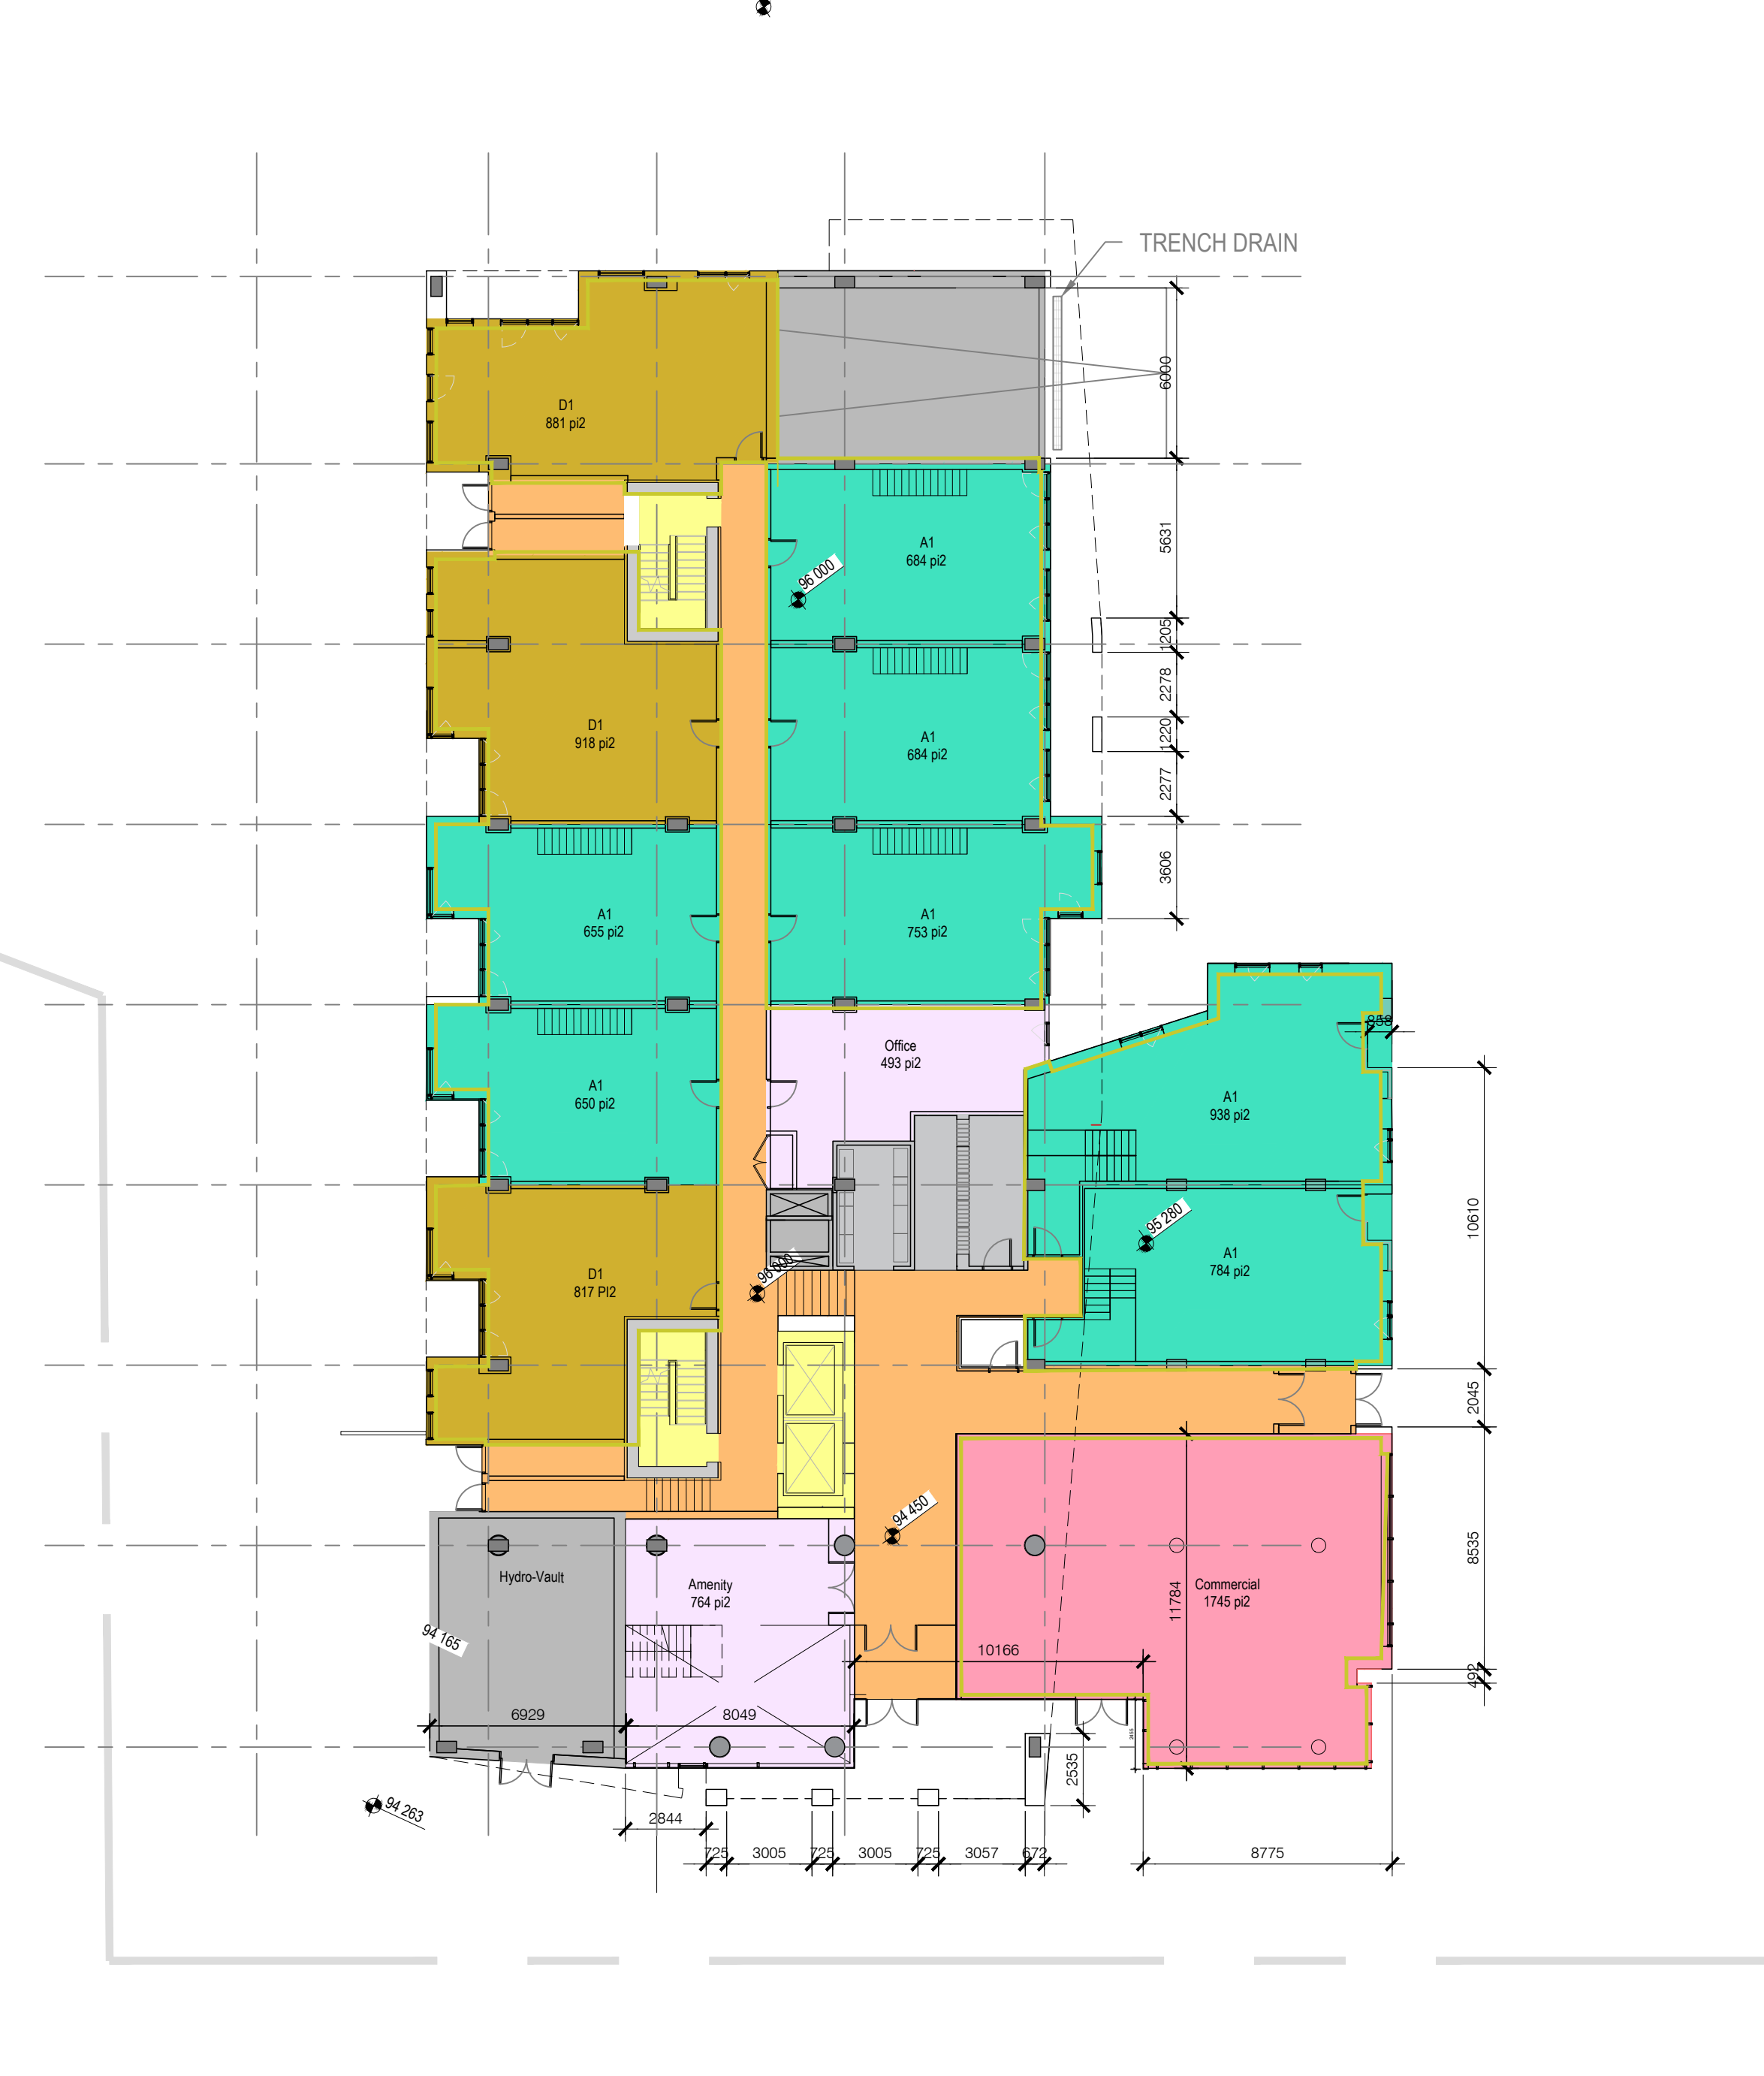 TRENCH DRAIN
6000
D1
881 pi2
5631
A1
684 pi2
96 000
1205
2278
D1
918 pi2
A1
684 pi2
1220
2277
3606
A1
655 pi2
A1
753 pi2
858
Office
493 pi2
A1
650 pi2
A1
938 pi2
10610
95 280
A1
784 pi2
96 000
D1
817 PI2
2045
94 450
8535
Hydro-Vault
Amenity
764 pi2
Commercial
1745 pi2
11784
94 165
10166
492
6929
8049
2535
94 263
2844
725
3005
725
3005
725
3057
672
8775